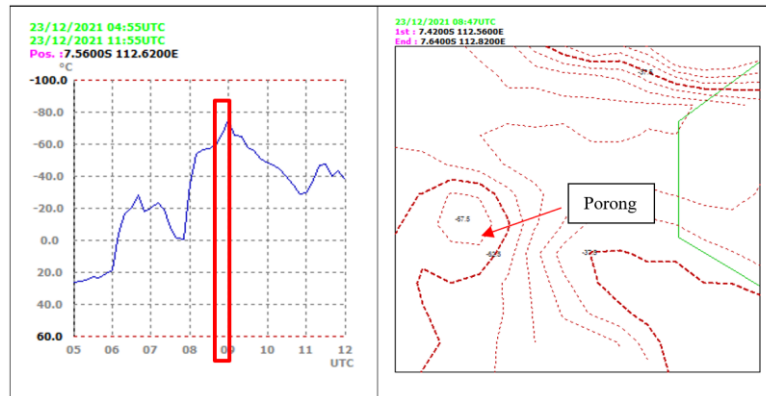 23/12/2021 04:55UTC
23/12/2021 11:55UTC
Pos. :7.5600S 112.6200E
°C
-100.0
-80.0
-60.0
-40.0
-20.0
0.0
20.0
40.0
60.0
05 06 07 08 09 10 11 12
UTC
23/12/2021 08:47UTC
1st : 7.4200S 112.5600E
End : 7.6400S 112.8200E
Porong
-67.5